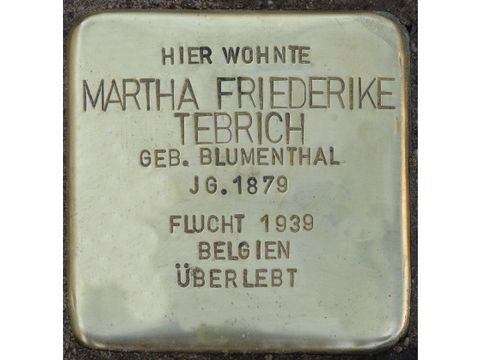 HIER WOHNTE
MARTHA FRIEDERIKE
TEBRICH
GEB. BLUMENTHAL
JG. 1879
FLUCHT 1939
BELGIEN
ÜBERLEBT